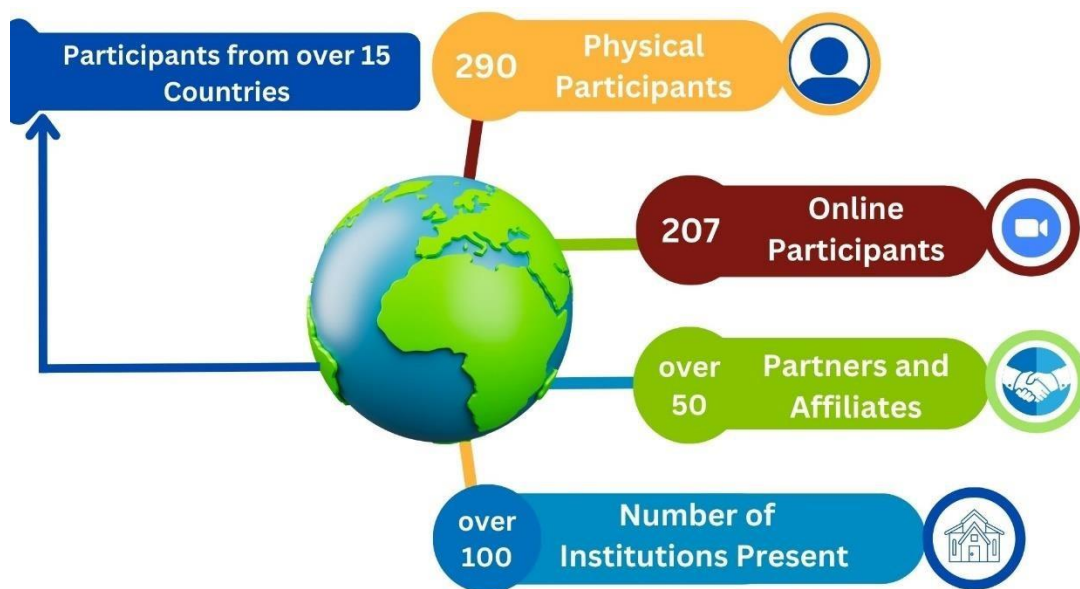 Participants from over 15
Countries
290
Physical
Participants
207
Online
Participants
over
50
Partners and
Affiliates
over
100
Number of
Institutions Present